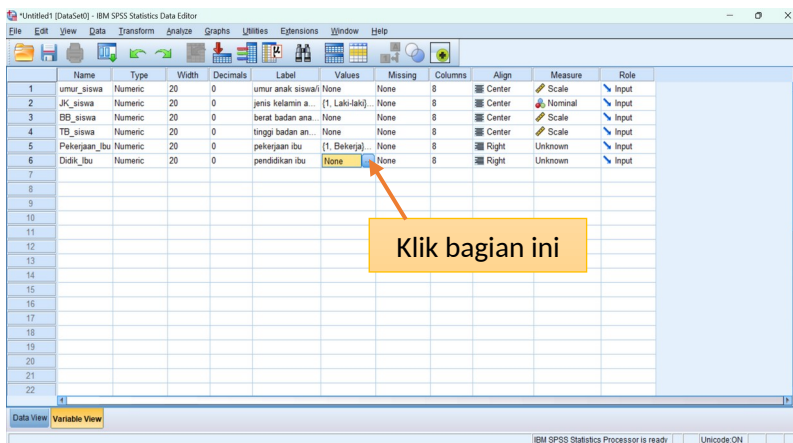 *Untitled1 [DataSet0] - IBM SPSS Statistics Data Editor
File Edit View Data Transform Analyze Graphs Utilities Extensions Window Help
Name Type Width Decimals Label Values Missing Columns Align Measure Role
1 umur_siswa Numeric 20 0 umur anak siswa/i None None 8 Center Scale Input
2 JK_siswa Numeric 20 0 jenis kelamin a... {1, Laki-laki}... None 8 Center Nominal Input
3 BB_siswa Numeric 20 0 berat badan ana... None None 8 Center Scale Input
4 TB_siswa Numeric 20 0 tinggi badan an... None None 8 Center Scale Input
5 Pekerjaan_Ibu Numeric 20 0 pekerjaan ibu {1, Bekerja}... None 8 Right Unknown Input
6 Didik_Ibu Numeric 20 0 pendidikan ibu None ... None 8 Right Unknown Input
7
8
9
10
11
12
Klik bagian ini
13
14
15
16
17
18
19
20
21
22
Data View Variable View
IBM SPSS Statistics Processor is ready Unicode:ON